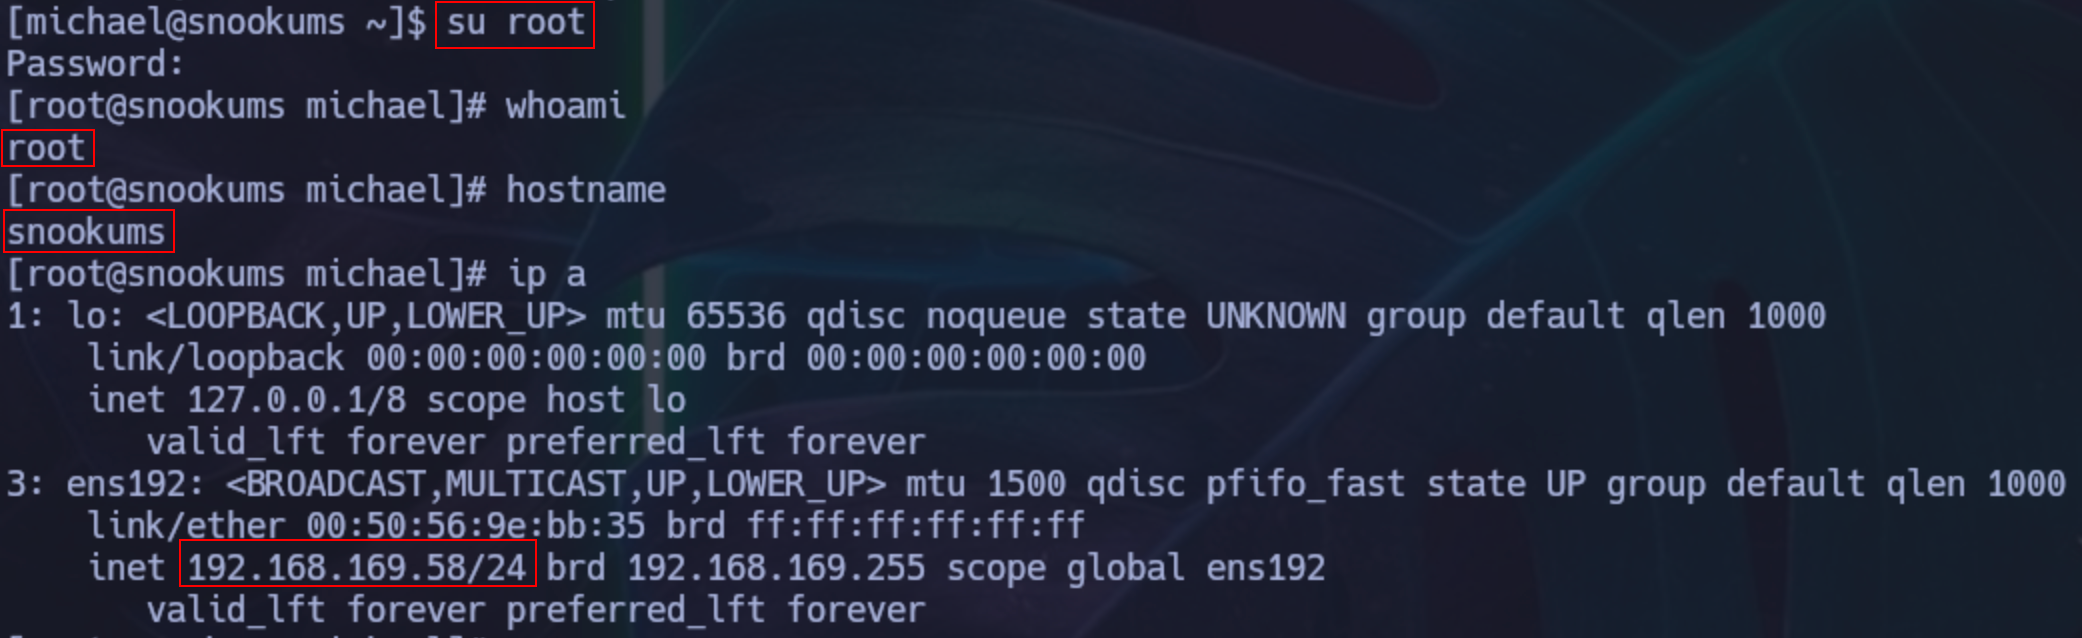 [michael@snookums ~]$ su root
Password:
[root@snookums michael]# whoami
root
[root@snookums michael]# hostname
snookums
[root@snookums michael]# ip a
1: lo: <LOOPBACK,UP,LOWER_UP> mtu 65536 qdisc noqueue state UNKNOWN group default qlen 1000
    link/loopback 00:00:00:00:00:00 brd 00:00:00:00:00:00
    inet 127.0.0.1/8 scope host lo
       valid_lft forever preferred_lft forever
3: ens192: <BROADCAST,MULTICAST,UP,LOWER_UP> mtu 1500 qdisc pfifo_fast state UP group default qlen 1000
    link/ether 00:50:56:9e:bb:35 brd ff:ff:ff:ff:ff:ff
    inet 192.168.169.58/24 brd 192.168.169.255 scope global ens192
       valid_lft forever preferred_lft forever